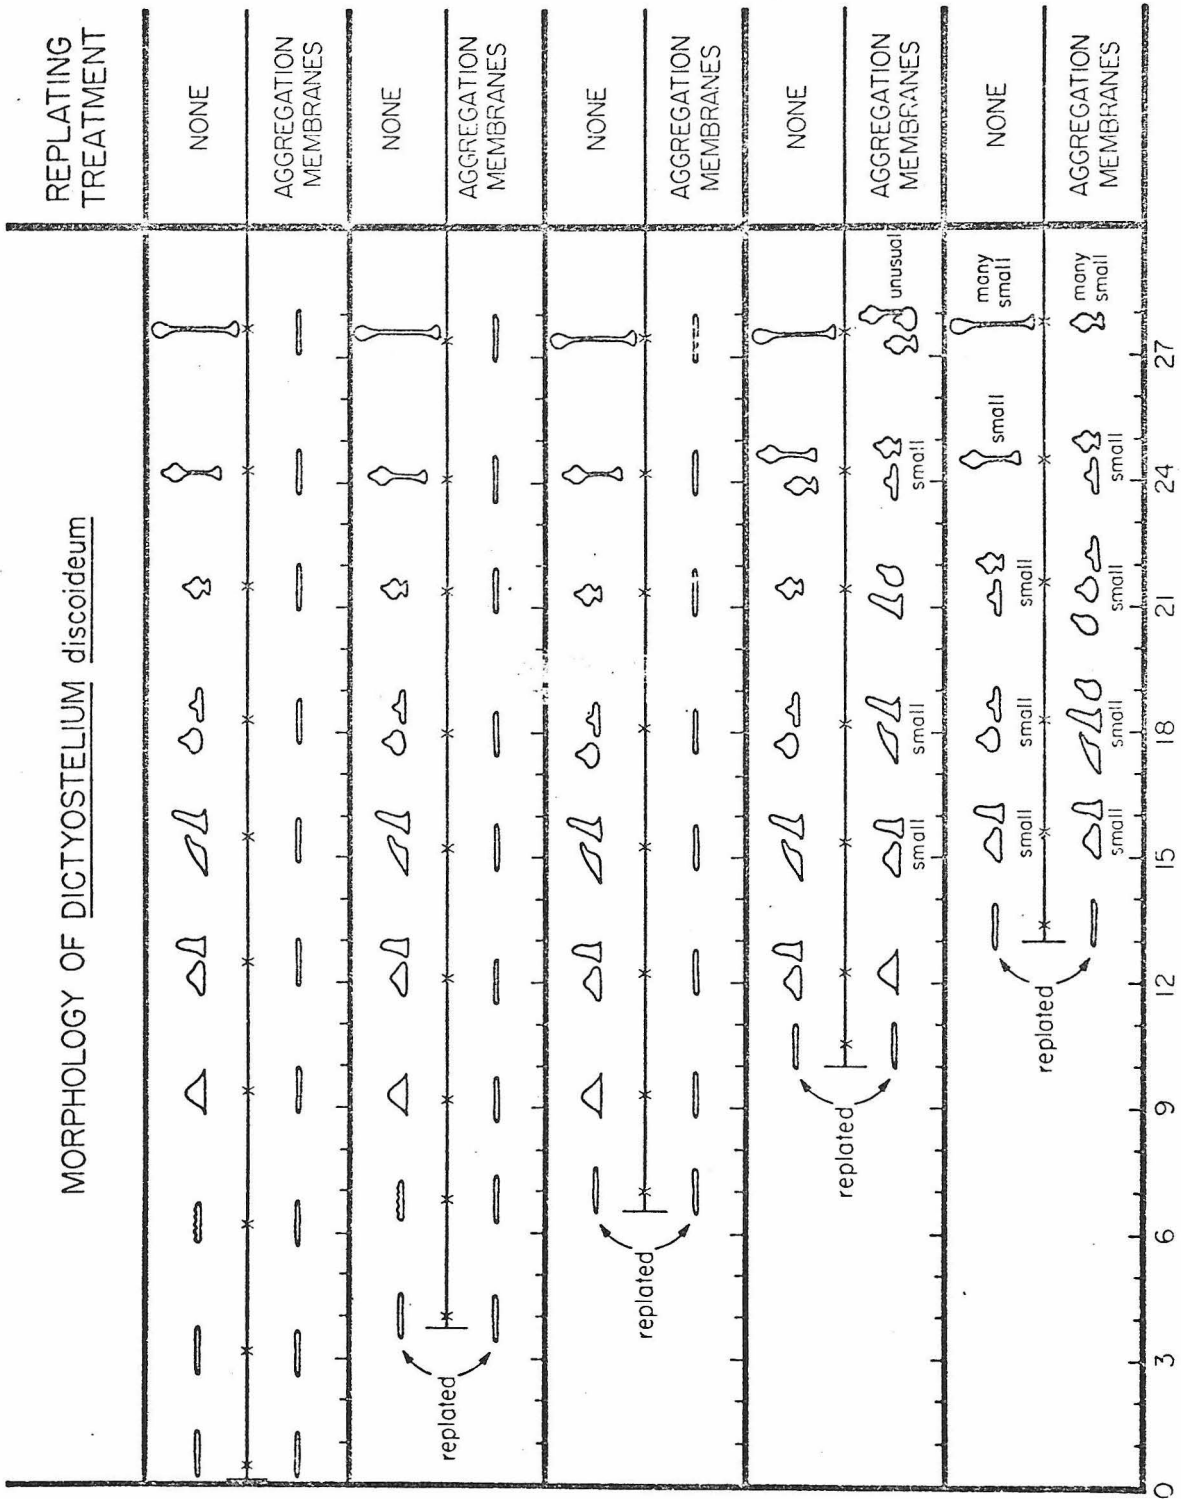 MORPHOLOGY OF DICTYOSTELIUM discoideum
REPLATING
TREATMENT
NONE
AGGREGATION
MEMBRANES
replated
NONE
AGGREGATION
MEMBRANES
replated
NONE
AGGREGATION
MEMBRANES
replated
NONE
small
small
unusual
AGGREGATION
MEMBRANES
small
replated
small
small
small
small
many
small
NONE
small
small
small
small
many
small
AGGREGATION
MEMBRANES
0 3 6 9 12 15 18 21 24 27